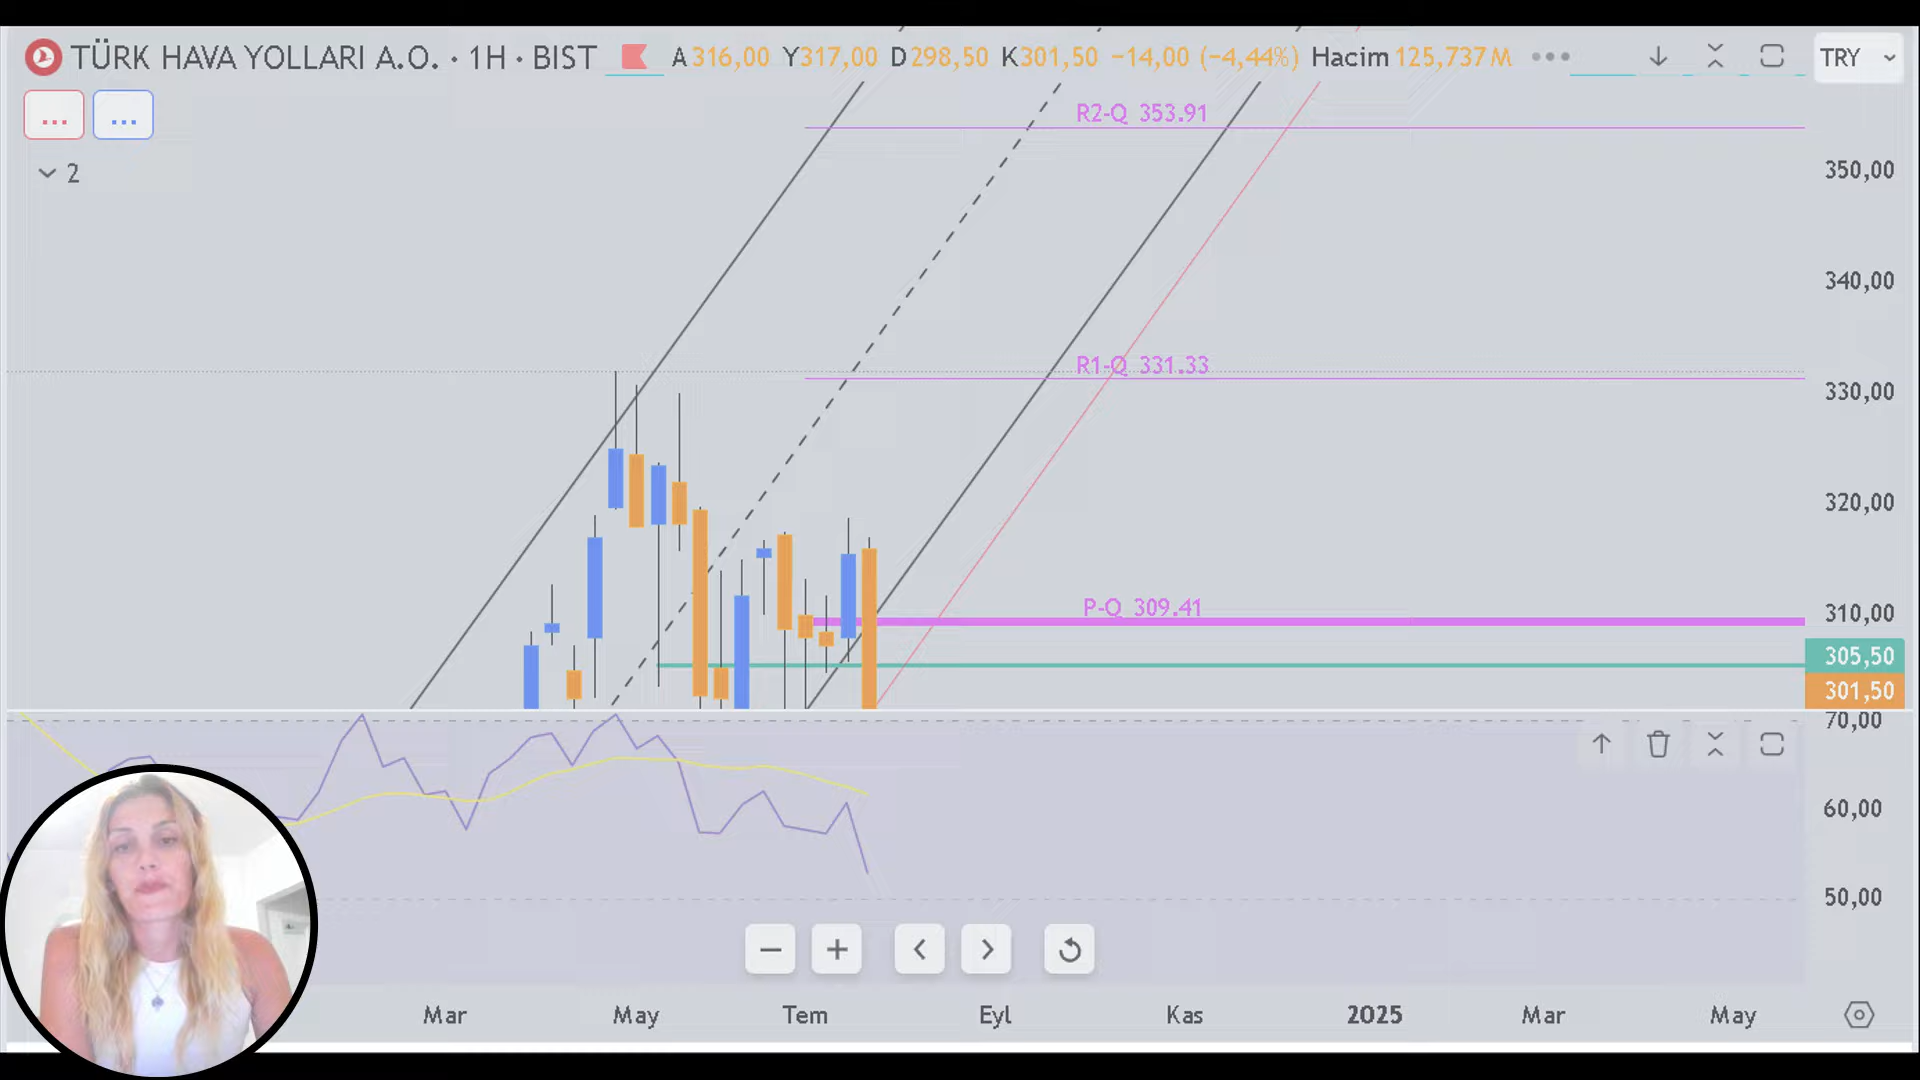 TÜRK HAVA YOLLARI A.O. · 1H · BIST A316,00 Y317,00 D298,50 K301,50 −14,00 (−4,44%) Hacim 125,737M TRY
2
R2-Q 353.91
350,00
340,00
R1-Q 331.33
330,00
320,00
P-Q 309.41
310,00
305,50
301,50
70,00
60,00
50,00
Mar May Tem Eyl Kas 2025 Mar May